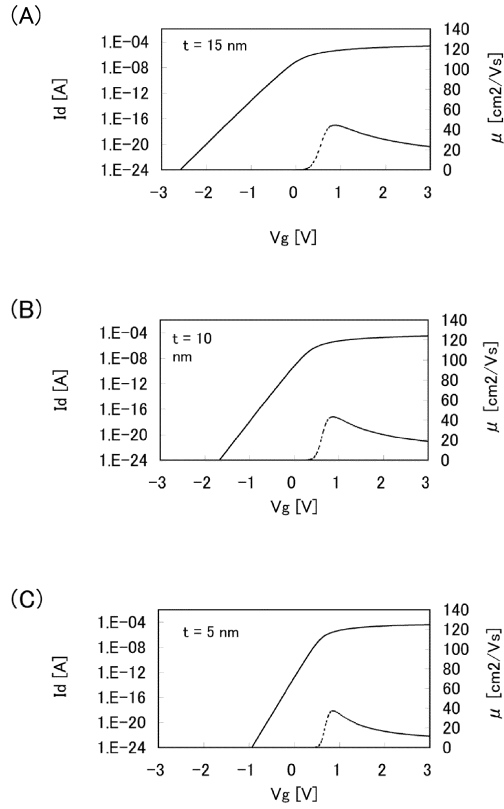 (A)
t = 15 nm
Id [A]
1.E-04
1.E-08
1.E-12
1.E-16
1.E-20
1.E-24
140
120
100
80
60
40
20
0
μ [cm2/Vs]
-3 -2 -1 0 1 2 3
Vg [V]
(B)
t = 10
nm
Id [A]
1.E-04
1.E-08
1.E-12
1.E-16
1.E-20
1.E-24
140
120
100
80
60
40
20
0
μ [cm2/Vs]
-3 -2 -1 0 1 2 3
Vg [V]
(C)
t = 5 nm
Id [A]
1.E-04
1.E-08
1.E-12
1.E-16
1.E-20
1.E-24
140
120
100
80
60
40
20
0
μ [cm2/Vs]
-3 -2 -1 0 1 2 3
Vg [V]